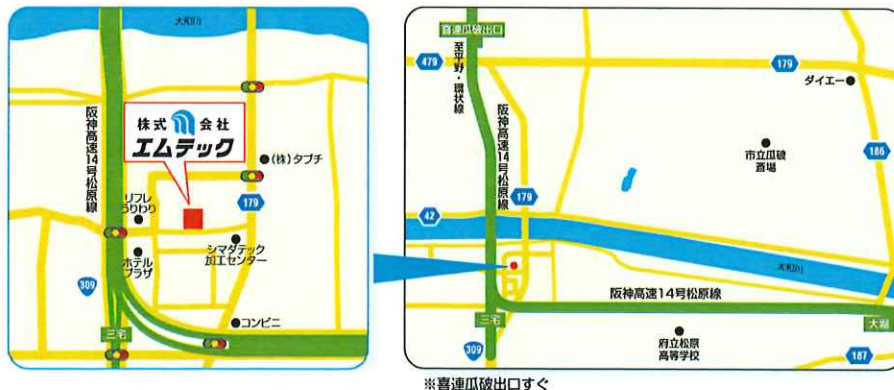 大和川
阪神高速14号松原線
株式 会社
エムテック
(株)タブチ
179
リフレ
うりわり
シマダテック
加工センター
ホテル
プラザ
309
コンビニ
三宅
喜連瓜破出口
至平野・環状線
479
179
ダイエー
阪神高速14号松原線
179
市立瓜破
斎場
186
42
大和川
阪神高速14号松原線
三宅
大堀
309
府立松原
高等学校
187
※喜連瓜破出口すぐ